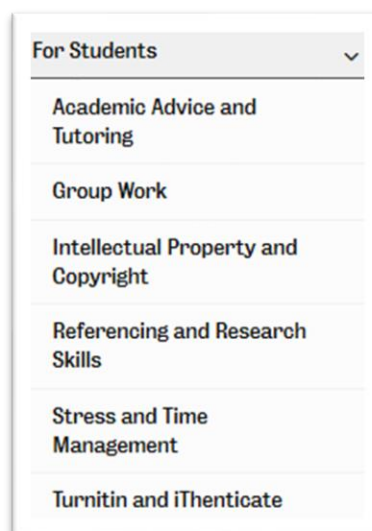 For Students
Academic Advice and
Tutoring
Group Work
Intellectual Property and
Copyright
Referencing and Research
Skills
Stress and Time
Management
Turnitin and iThenticate